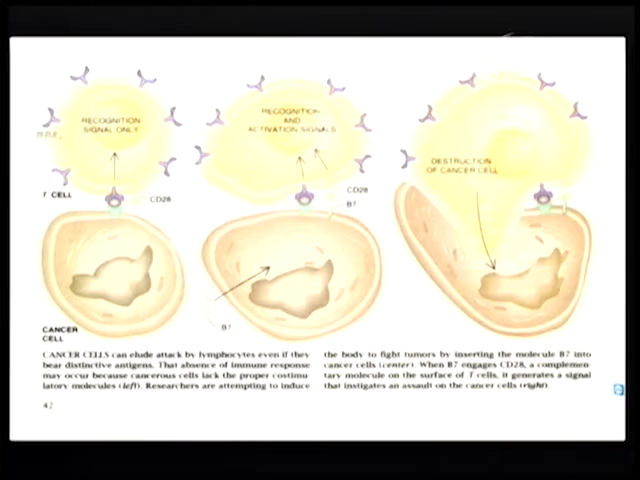 RECOGNITION
SIGNAL ONLY
RECOGNITION
AND
ACTIVATION SIGNALS
DESTRUCTION
OF CANCER CELL
T CELL
CD28
CD28
B7
B7
CANCER
CELL
CANCER CELLS can elude attack by lymphocytes even if they
bear distinctive antigens. That absence of immune response
may occur because cancerous cells lack the proper costimu-
latory molecules (left). Researchers are attempting to induce
the body to fight tumors by inserting the molecule B7 into
cancer cells (center). When B7 engages CD28, a complemen-
tary molecule on the surface of T cells, it generates a signal
that instigates an assault on the cancer cells (right).
42